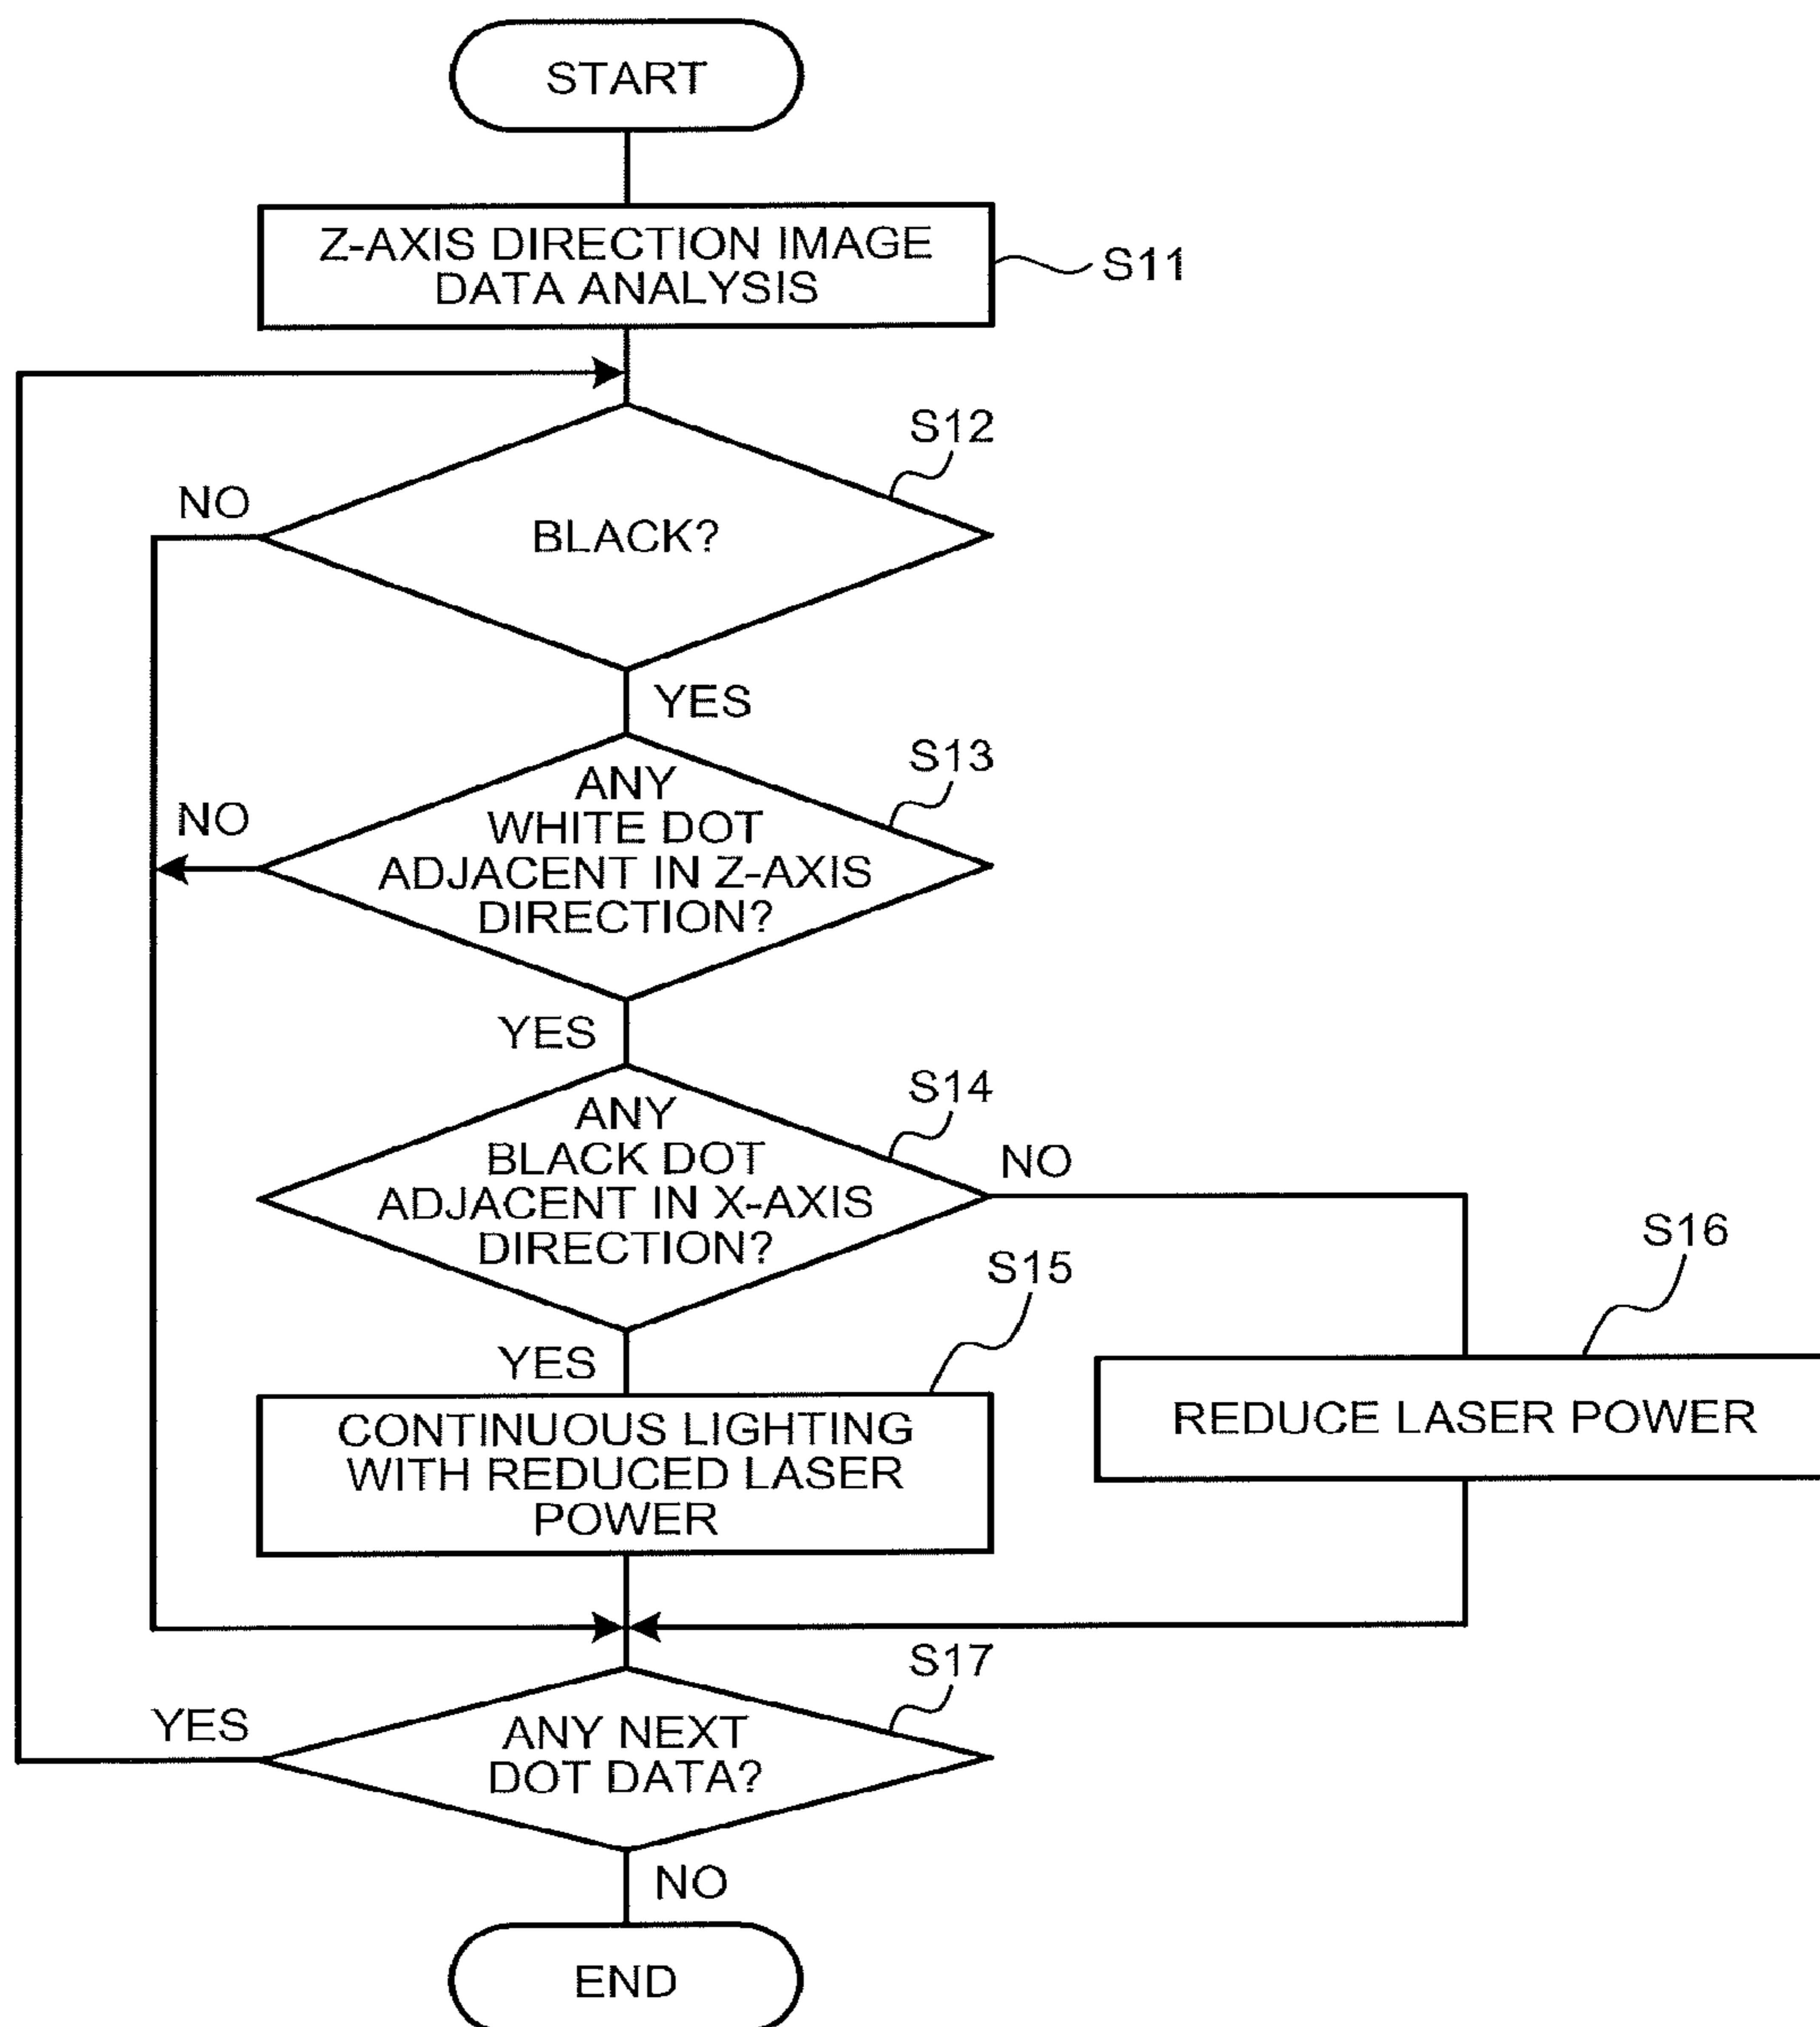 START
Z-AXIS DIRECTION IMAGE
DATA ANALYSIS
S11
S12
NO
BLACK?
YES
S13
ANY
WHITE DOT
ADJACENT IN Z-AXIS
DIRECTION?
NO
YES
S14
ANY
BLACK DOT
ADJACENT IN X-AXIS
DIRECTION?
NO
S16
S15
YES
REDUCE LASER POWER
CONTINUOUS LIGHTING
WITH REDUCED LASER
POWER
S17
YES
ANY NEXT
DOT DATA?
NO
END